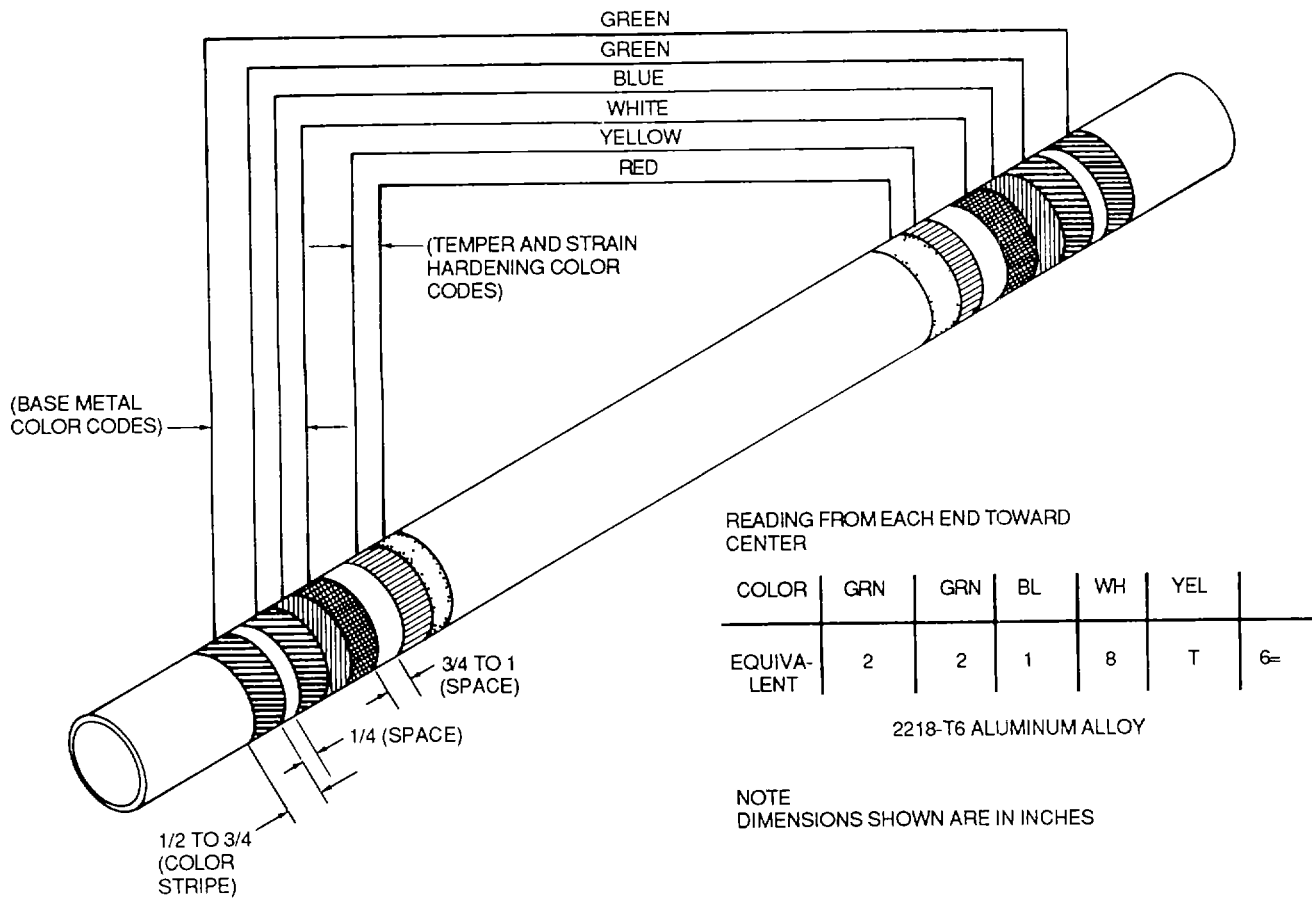 GREEN
GREEN
BLUE
WHITE
YELLOW
RED
(TEMPER AND STRAIN
HARDENING COLOR
CODES)
(BASE METAL
COLOR CODES)
3/4 TO 1
(SPACE)
1/4 (SPACE)
1/2 TO 3/4
(COLOR
STRIPE)
READING FROM EACH END TOWARD
CENTER
COLOR GRN GRN BL WH YEL
EQUIVA-
LENT 2 2 1 8 T 6=
2218-T6 ALUMINUM ALLOY
NOTE
DIMENSIONS SHOWN ARE IN INCHES